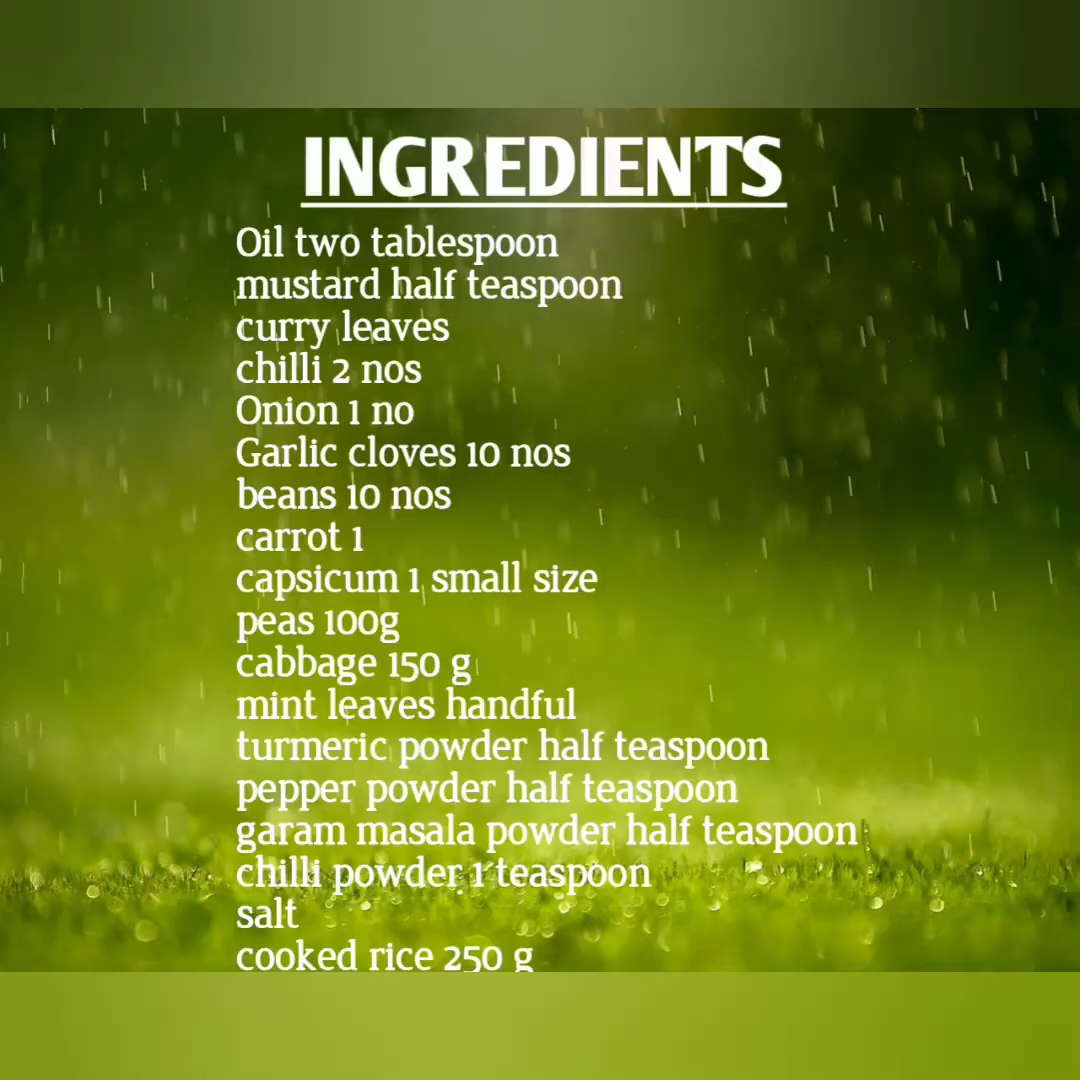 INGREDIENTS
Oil two tablespoon
mustard half teaspoon
curry leaves
chilli 2 nos
Onion 1 no
Garlic cloves 10 nos
beans 10 nos
carrot 1
capsicum 1 small size
peas 100g
cabbage 150 g
mint leaves handful
turmeric powder half teaspoon
pepper powder half teaspoon
garam masala powder half teaspoon
chilli powder 1 teaspoon
salt
cooked rice 250 g